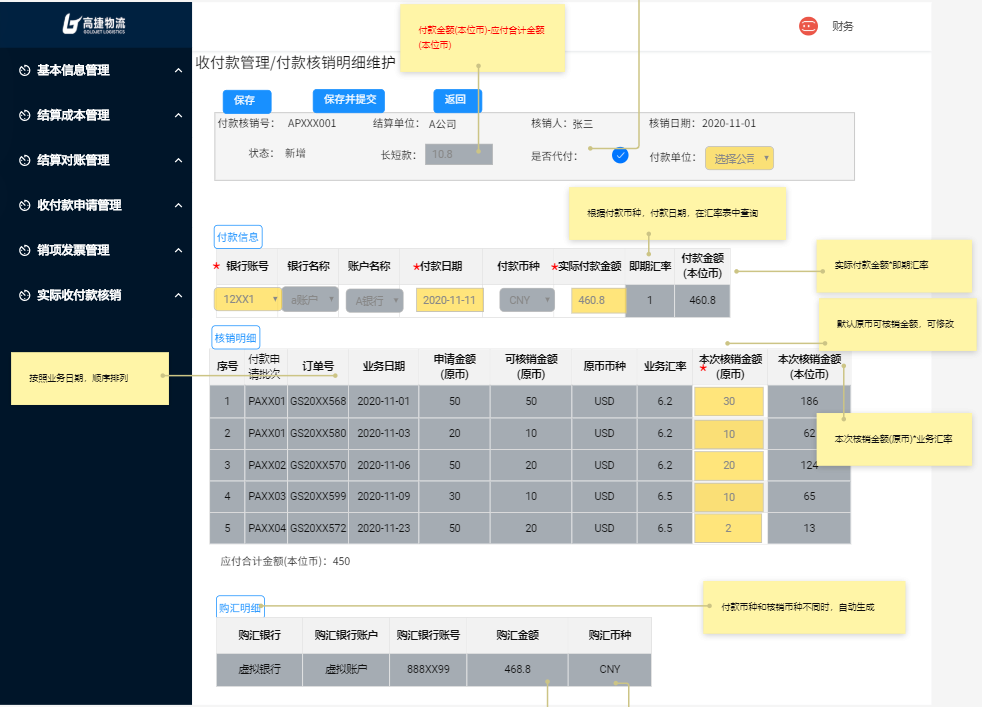 高捷物流
GOLDJET LOGISTICS
付款金额(本位币)-应付合计金额
(本位币)
财务
基本信息管理
结算成本管理
结算对账管理
收付款申请管理
销项发票管理
实际收付款核销
收付款管理/付款核销明细维护
保存 保存并提交 返回
付款核销号： APXXX001 结算单位： A公司 核销人：张三 核销日期：2020-11-01
状态： 新增 长短款： 10.8 是否代付： 付款单位： 选择公司
根据付款币种，付款日期，在汇率表中查询
付款信息
* 银行账号 银行名称 账户名称 *付款日期 付款币种 *实际付款金额 即期汇率 付款金额
(本位币)
12XX1 a账户 A银行 2020-11-11 CNY 460.8 1 460.8
实际付款金额*即期汇率
默认原币可核销金额，可修改
核销明细
序号 付款申请批次 订单号 业务日期 申请金额(原币) 可核销金额(原币) 原币币种 业务汇率 本次核销金额*(原币) 本次核销金额(本位币)
按照业务日期，顺序排列
1 PAXX01 GS20XX568 2020-11-01 50 50 USD 6.2 30 186
2 PAXX01 GS20XX580 2020-11-03 20 10 USD 6.2 10 62
本次核销金额(原币)*业务汇率
3 PAXX02 GS20XX570 2020-11-06 50 20 USD 6.2 20 124
4 PAXX03 GS20XX599 2020-11-09 30 10 USD 6.5 10 65
5 PAXX04 GS20XX572 2020-11-23 50 20 USD 6.5 2 13
应付合计金额(本位币)：450
购汇明细
付款币种和核销币种不同时，自动生成
购汇银行 购汇银行账户 购汇银行账号 购汇金额 购汇币种
虚拟银行 虚拟账户 888XX99 468.8 CNY